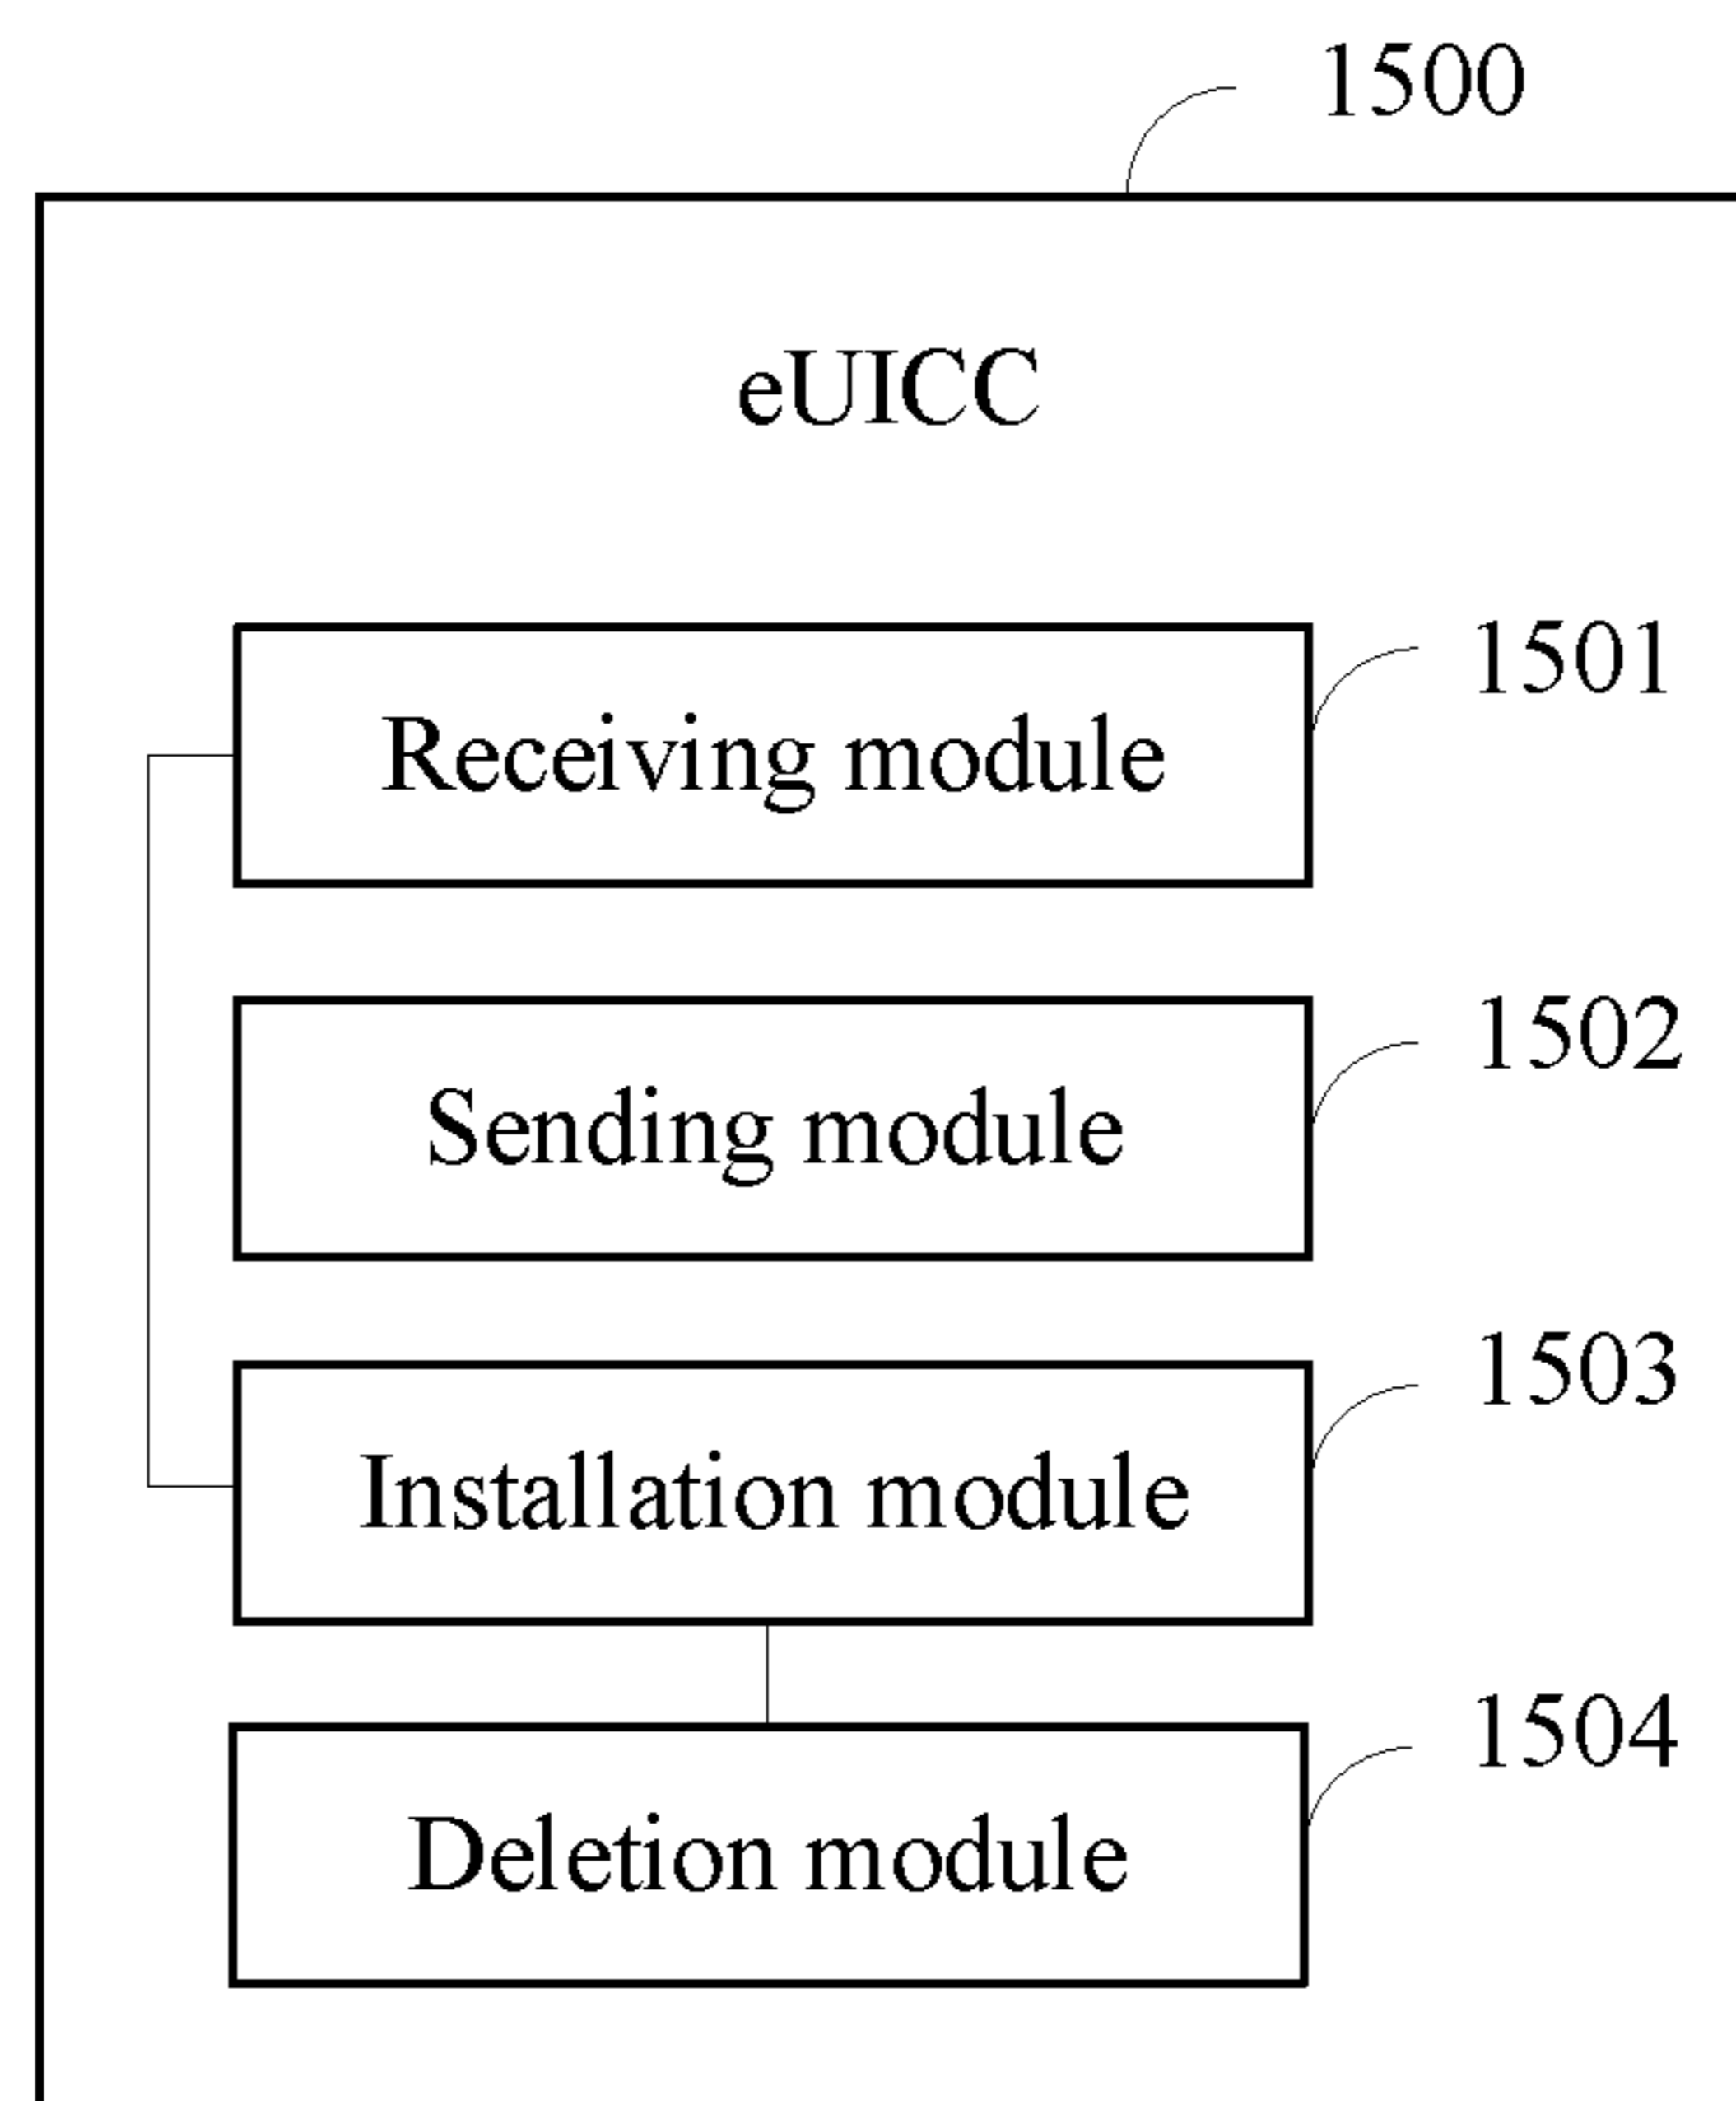 1500
eUICC
1501
Receiving module
1502
Sending module
1503
Installation module
1504
Deletion module